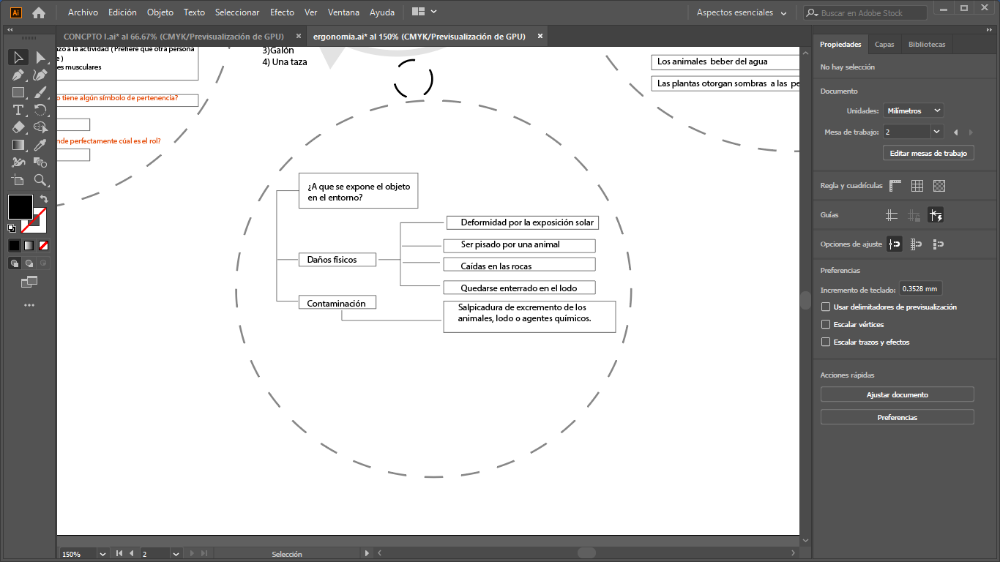 Ai
Archivo Edición Objeto Texto Seleccionar Efecto Ver Ventana Ayuda
Aspectos esenciales
Buscar en Adobe Stock
CONCPTO I.ai* al 66.67% (CMYK/Previsualización de GPU)
ergonomia.ai* al 150% (CMYK/Previsualización de GPU)
azo a la actividad ( Prefiere que otra persona
e )
es musculares
o tiene algún símbolo de pertenencia?
nde perfectamente cúal es el rol?
3)Galón
4) Una taza
Los animales beber del agua
Las plantas otorgan sombras a las pe
¿A que se expone el objeto
en el entorno?
Daños físicos
Contaminación
Deformidad por la exposición solar
Ser pisado por una animal
Caídas en las rocas
Quedarse enterrado en el lodo
Salpicadura de excremento de los
animales, lodo o agentes químicos.
Propiedades
Capas
Bibliotecas
No hay selección
Documento
Unidades: Milímetros
Mesa de trabajo: 2
Editar mesas de trabajo
Regla y cuadrículas
Guías
Opciones de ajuste
Preferencias
Incremento de teclado: 0.3528 mm
Usar delimitadores de previsualización
Escalar vértices
Escalar trazos y efectos
Acciones rápidas
Ajustar documento
Preferencias
150%
2
Selección